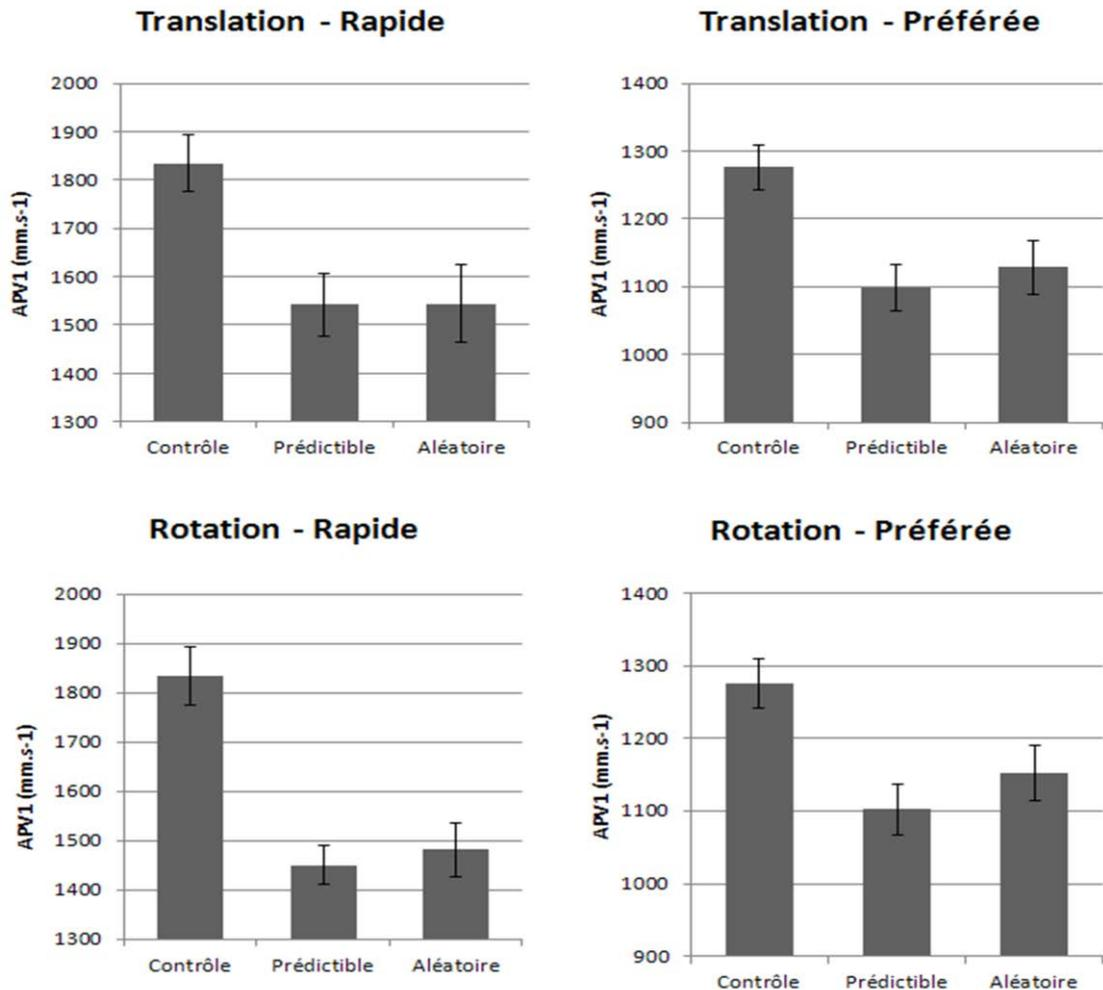 Translation - Rapide
2000
1900
1800
1700
1600
1500
1400
1300
APV1 (mm.s-1)
Contrôle Prédictible Aléatoire
Translation - Préférée
1400
1300
1200
1100
1000
900
APV1 (mm.s-1)
Contrôle Prédictible Aléatoire
Rotation - Rapide
2000
1900
1800
1700
1600
1500
1400
1300
APV1 (mm.s-1)
Contrôle Prédictible Aléatoire
Rotation - Préférée
1400
1300
1200
1100
1000
900
APV1 (mm.s-1)
Contrôle Prédictible Aléatoire